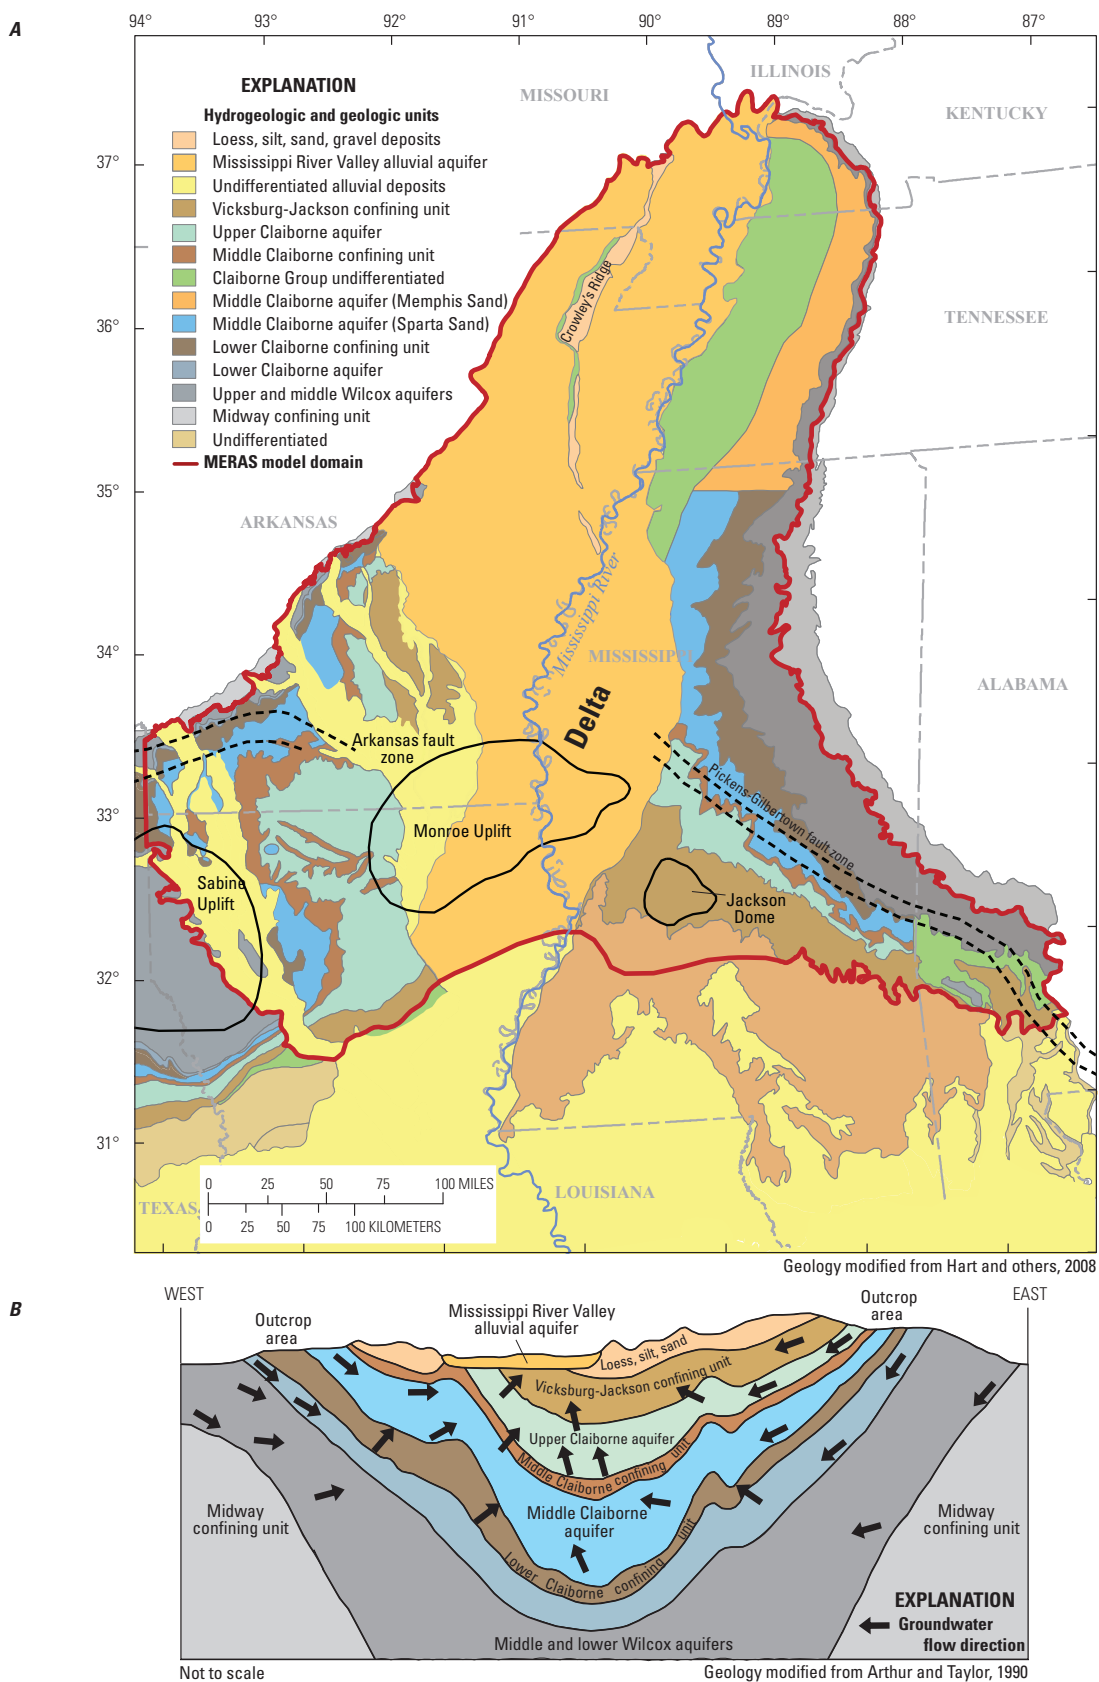 A
94°
93°
92°
91°
90°
89°
88°
87°
EXPLANATION
Hydrogeologic and geologic units
Loess, silt, sand, gravel deposits
Mississippi River Valley alluvial aquifer
Undifferentiated alluvial deposits
Vicksburg-Jackson confining unit
Upper Claiborne aquifer
Middle Claiborne confining unit
Claiborne Group undifferentiated
Middle Claiborne aquifer (Memphis Sand)
Middle Claiborne aquifer (Sparta Sand)
Lower Claiborne confining unit
Lower Claiborne aquifer
Upper and middle Wilcox aquifers
Midway confining unit
Undifferentiated
MERAS model domain
MISSOURI
ILLINOIS
KENTUCKY
37°
Crowley's Ridge
36°
TENNESSEE
35°
ARKANSAS
Mississippi River
34°
MISSISSIPPI
ALABAMA
Delta
Arkansas fault
zone
Pickens-Gilbertown fault zone
33°
Monroe Uplift
Sabine
Uplift
Jackson
Dome
32°
31°
0 25 50 75 100 MILES
0 25 50 75 100 KILOMETERS
TEXAS
LOUISIANA
Geology modified from Hart and others, 2008
B
WEST
EAST
Outcrop
area
Mississippi River Valley
alluvial aquifer
Outcrop
area
Loess, silt, sand
Vicksburg-Jackson confining unit
Upper Claiborne aquifer
Middle Claiborne confining unit
Middle Claiborne
aquifer
Lower Claiborne confining unit
Midway
confining unit
Midway
confining unit
Middle and lower Wilcox aquifers
EXPLANATION
Groundwater
flow direction
Not to scale
Geology modified from Arthur and Taylor, 1990